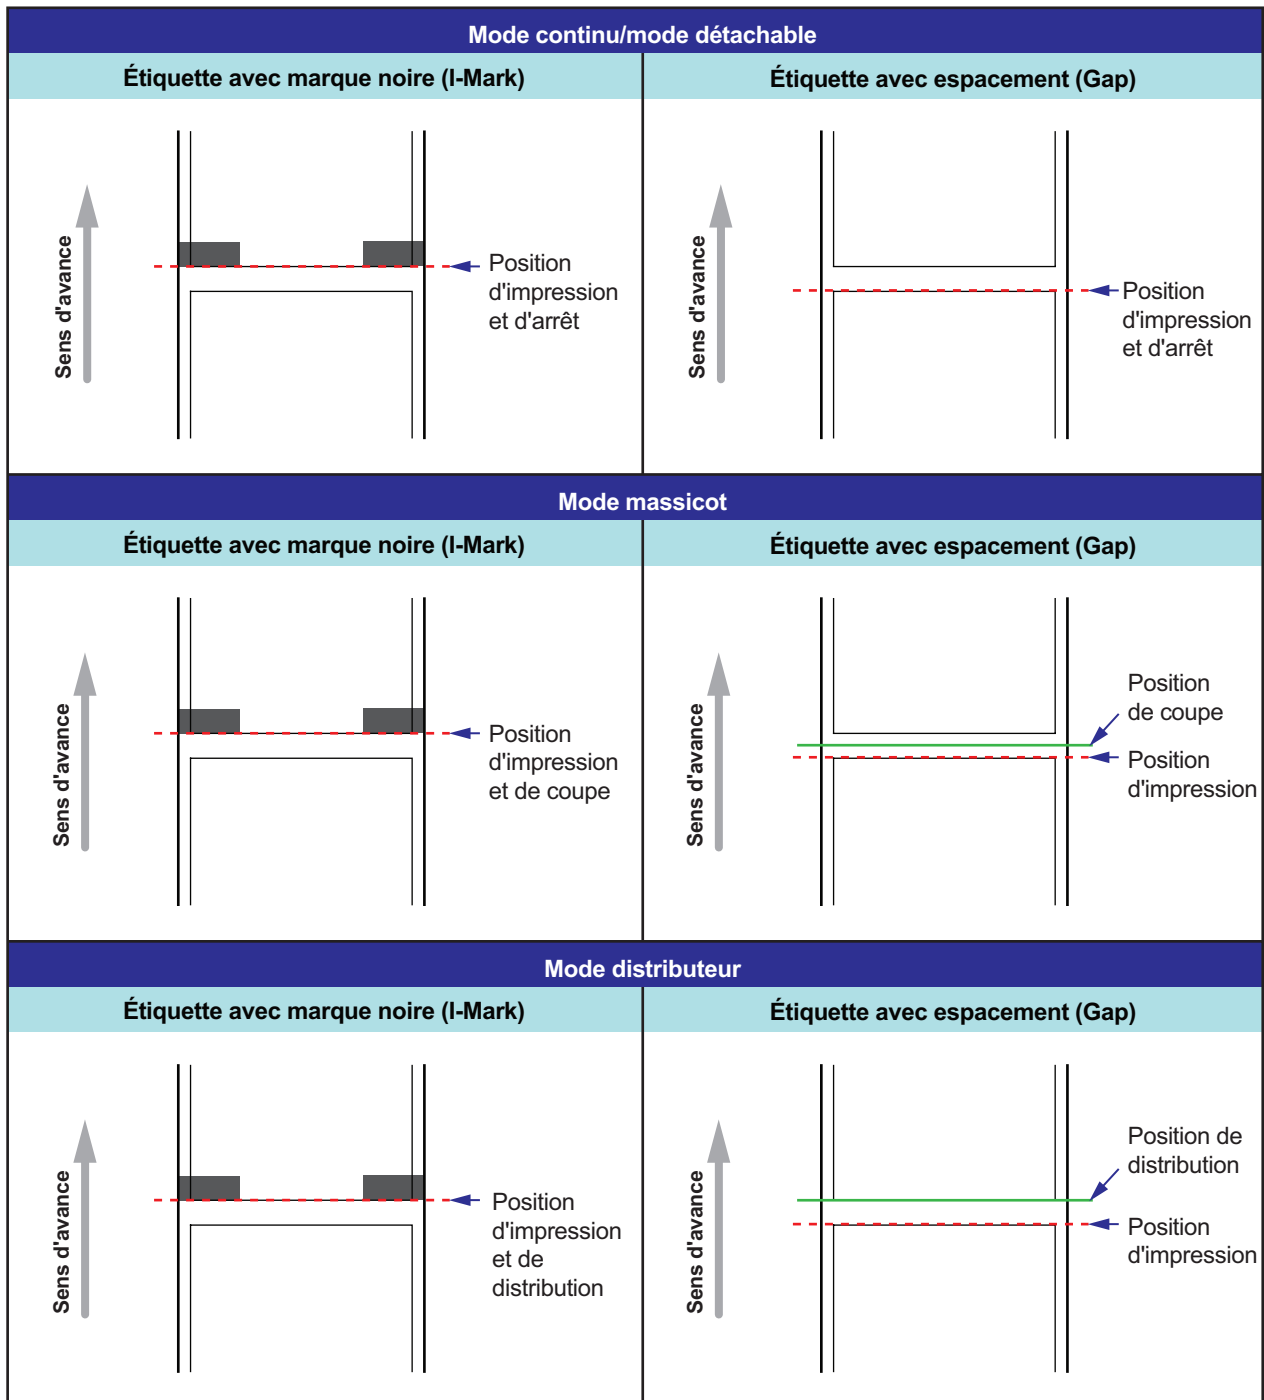 Mode continu/mode détachable
Étiquette avec marque noire (I-Mark)
Étiquette avec espacement (Gap)
Sens d'avance
Position
d'impression
et d'arrêt
Sens d'avance
Position
d'impression
et d'arrêt
Mode massicot
Étiquette avec marque noire (I-Mark)
Étiquette avec espacement (Gap)
Sens d'avance
Position
d'impression
et de coupe
Sens d'avance
Position
de coupe
Position
d'impression
Mode distributeur
Étiquette avec marque noire (I-Mark)
Étiquette avec espacement (Gap)
Sens d'avance
Position
d'impression
et de
distribution
Sens d'avance
Position de
distribution
Position
d'impression